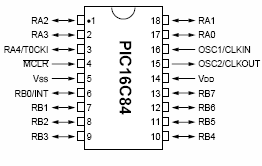 RA2 1 18 RA1
RA3 2 17 RA0
RA4/T0CKI 3 16 OSC1/CLKIN
MCLR 4 15 OSC2/CLKOUT
Vss 5 14 VDD
RB0/INT 6 13 RB7
RB1 7 12 RB6
RB2 8 11 RB5
RB3 9 10 RB4
PIC16C84